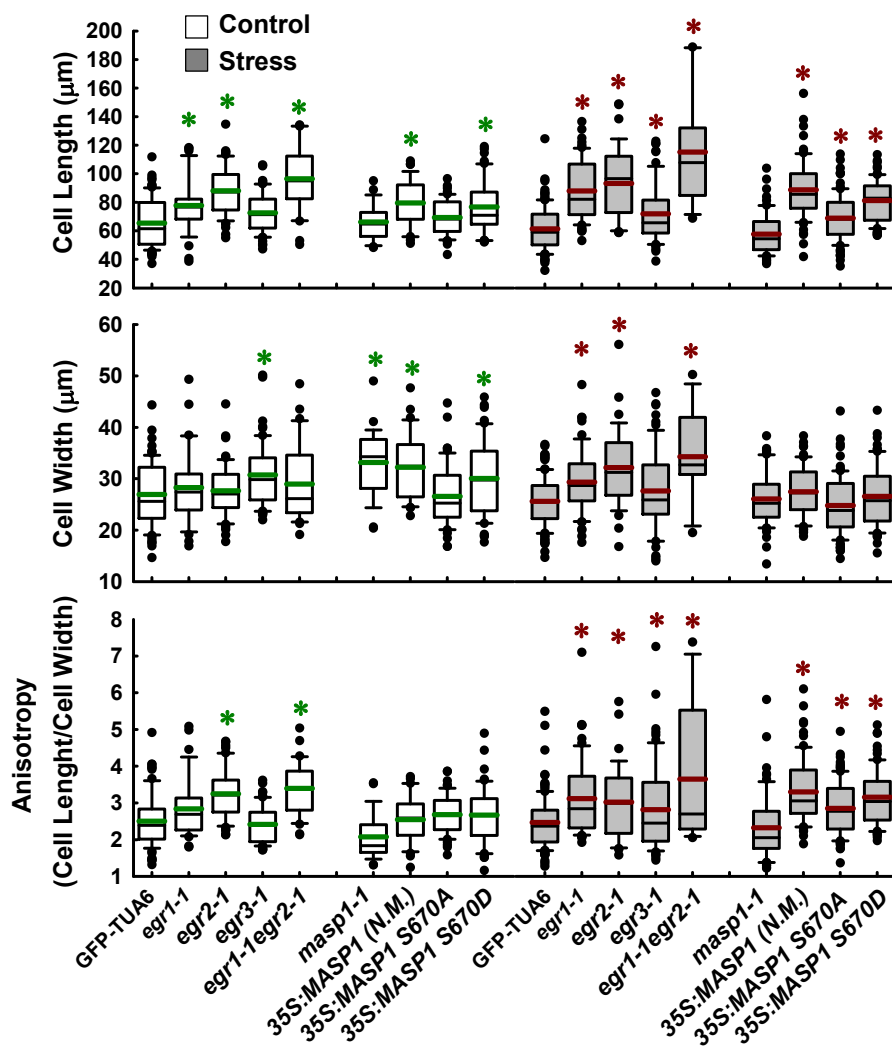 Control
Stress
Cell Length (μm)
200
180
160
140
120
100
80
60
40
20
* * * * * * * * * * * *
Cell Width (μm)
50
40
30
20
10
* * * * * * *
Anisotropy
(Cell Lenght/Cell Width)
8
7
6
5
4
3
2
1
* * * * * * * * *
GFP-TUA6
egr1-1
egr2-1
egr3-1
egr1-1egr2-1
masp1-1
35S:MASP1 (N.M.)
35S:MASP1 S670A
35S:MASP1 S670D
GFP-TUA6
egr1-1
egr2-1
egr3-1
egr1-1egr2-1
masp1-1
35S:MASP1 (N.M.)
35S:MASP1 S670A
35S:MASP1 S670D